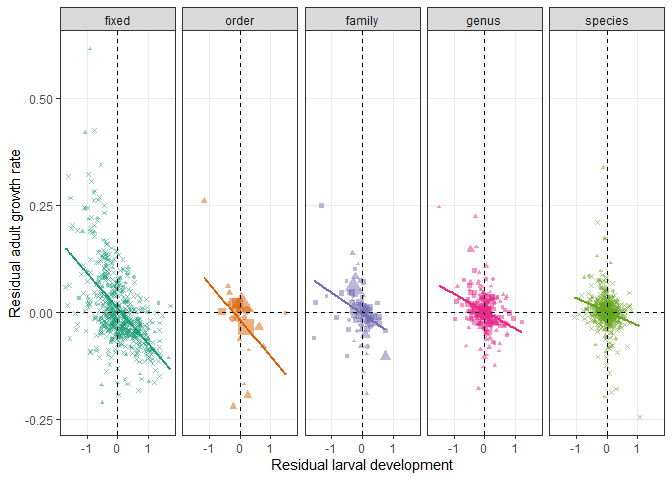 fixed order family genus species
Residual adult growth rate
0.50
0.25
0.00
-0.25
-1 0 1 -1 0 1 -1 0 1 -1 0 1 -1 0 1
Residual larval development